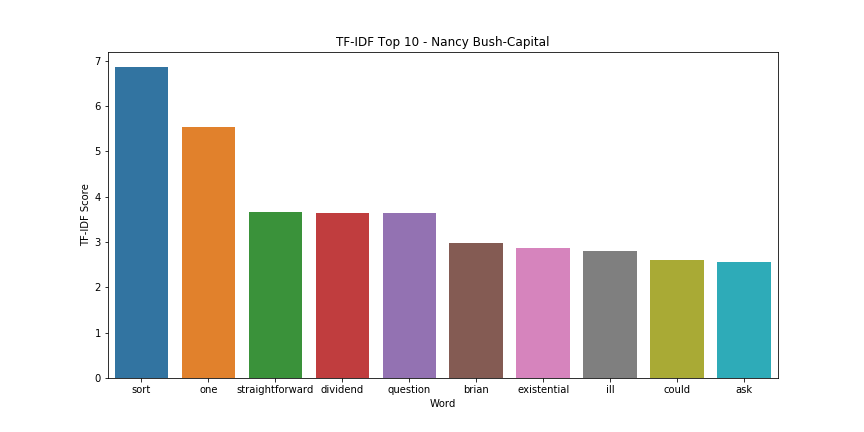 TF-IDF Top 10 - Nancy Bush-Capital
TF-IDF Score
7
6
5
4
3
2
1
0
sort one straightforward dividend question brian existential ill could ask
Word